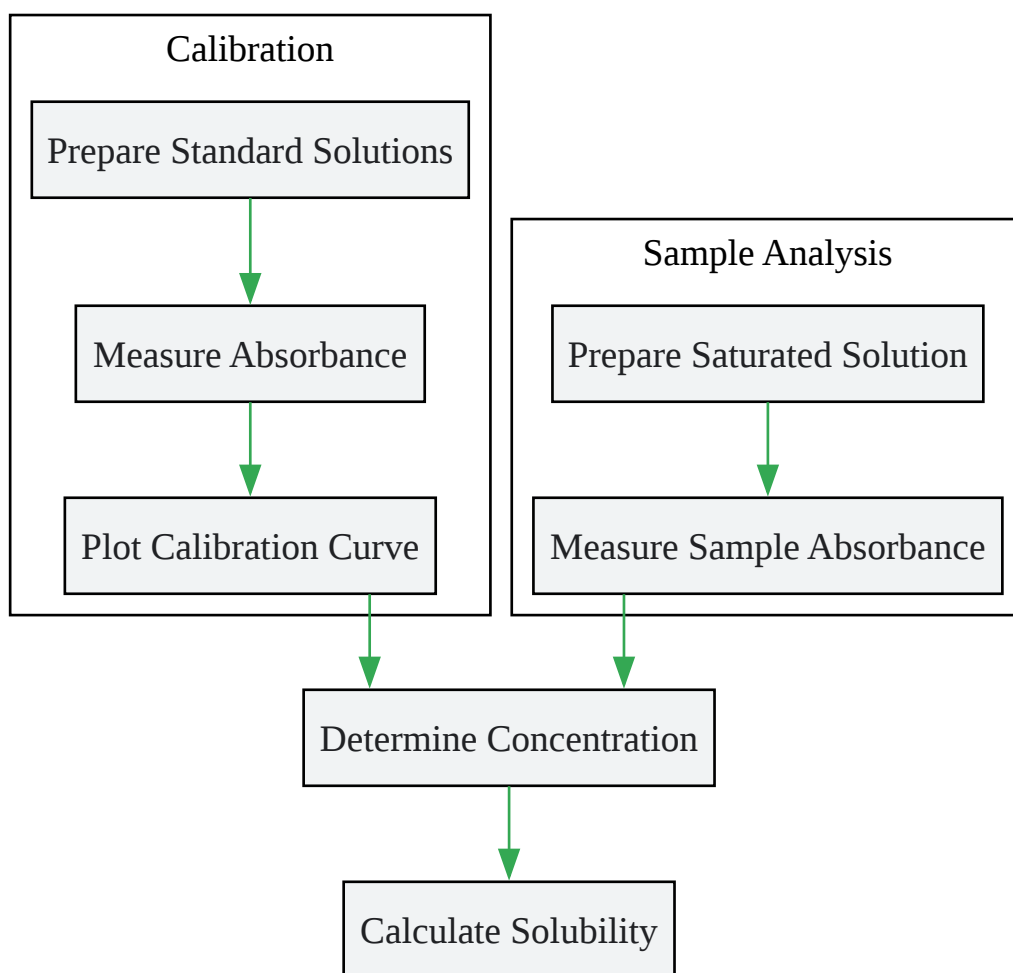 Calibration
Prepare Standard Solutions
Measure Absorbance
Plot Calibration Curve
Sample Analysis
Prepare Saturated Solution
Measure Sample Absorbance
Determine Concentration
Calculate Solubility